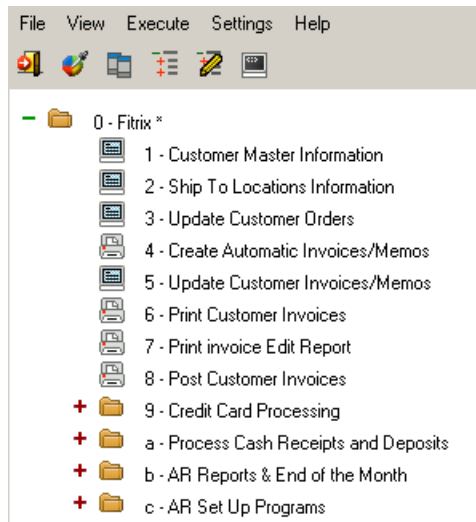 File View Execute Settings Help
0 - Fitrix *
1 - Customer Master Information
2 - Ship To Locations Information
3 - Update Customer Orders
4 - Create Automatic Invoices/Memos
5 - Update Customer Invoices/Memos
6 - Print Customer Invoices
7 - Print invoice Edit Report
8 - Post Customer Invoices
9 - Credit Card Processing
a - Process Cash Receipts and Deposits
b - AR Reports & End of the Month
c - AR Set Up Programs